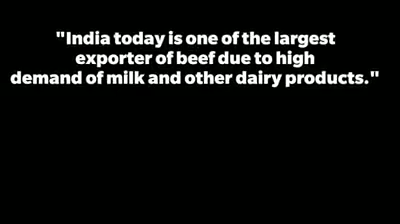 "India today is one of the largest
exporter of beef due to high
demand of milk and other dairy products."